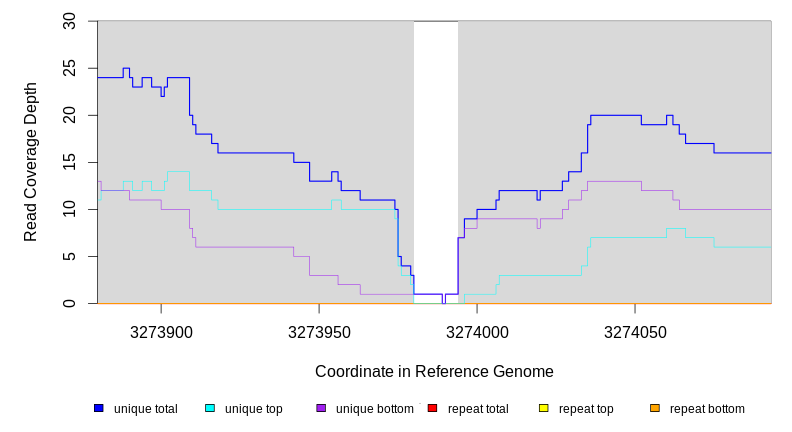 Read Coverage Depth
30
25
20
15
10
5
0
3273900 3273950 3274000 3274050
Coordinate in Reference Genome
unique total unique top unique bottom repeat total repeat top repeat bottom